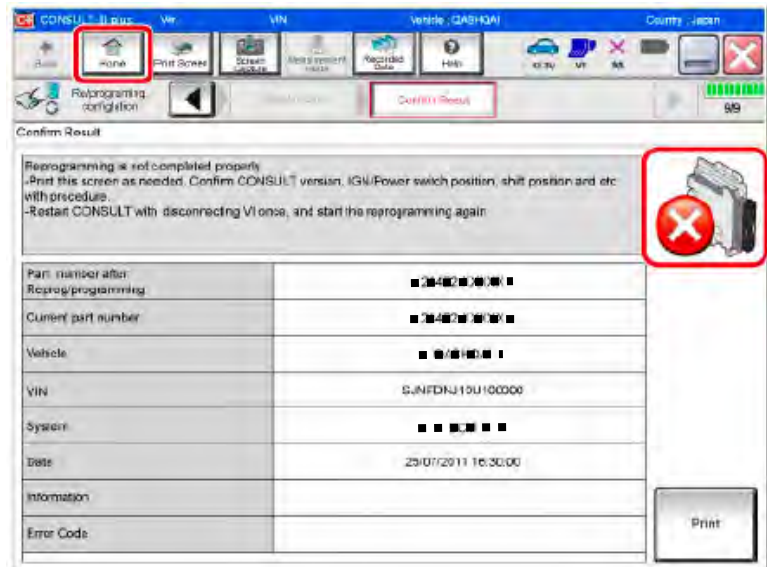 CONSULT-III plus Ver. VIN Vehicle : QASHQAI Country : Japan
Back Home Print Screen Screen Capture Measurement Mode Recorded Data Help VI
Re/programming, configration Confirm Result 9/9
Confirm Result
Reprogramming is not completed properly
-Print this screen as needed. Confirm CONSULT version, IGN/Power switch position, shift position and etc
with procedure.
-Restart CONSULT with disconnecting VI once, and start the reprogramming again
Part number after
Reprog/programming
Current part number
Vehicle
VIN SJNFDNJ10U100000
System
Date 25/07/2011 16:30:00
Information
Error Code
Print